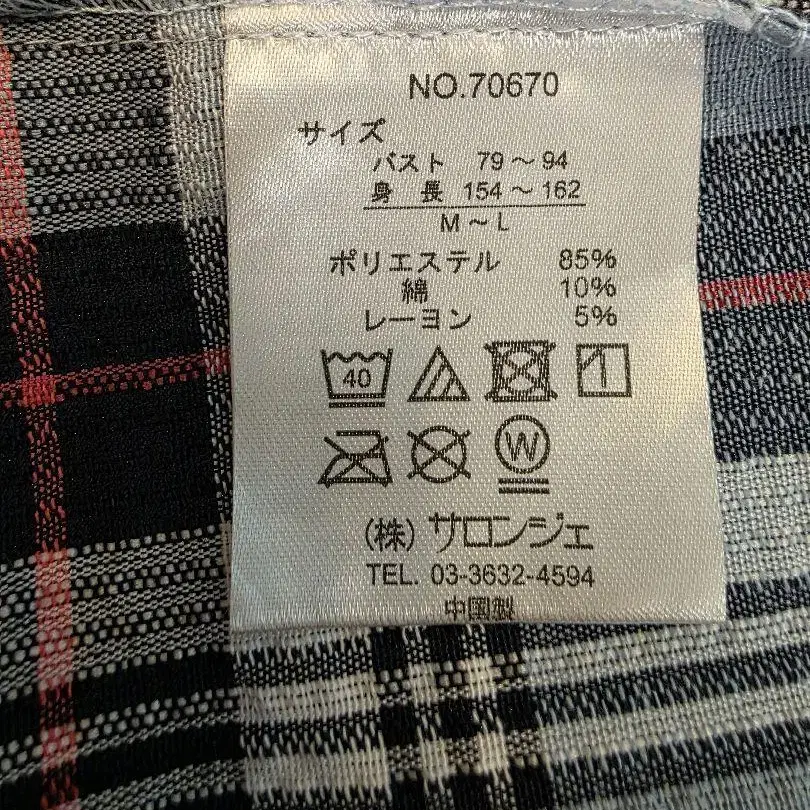 NO.70670
サイズ
バスト 79～94
身 長 154～162
M～L
ポリエステル 85%
綿 10%
レーヨン 5%
40
W
(株) サロンジェ
TEL. 03-3632-4594
中国製